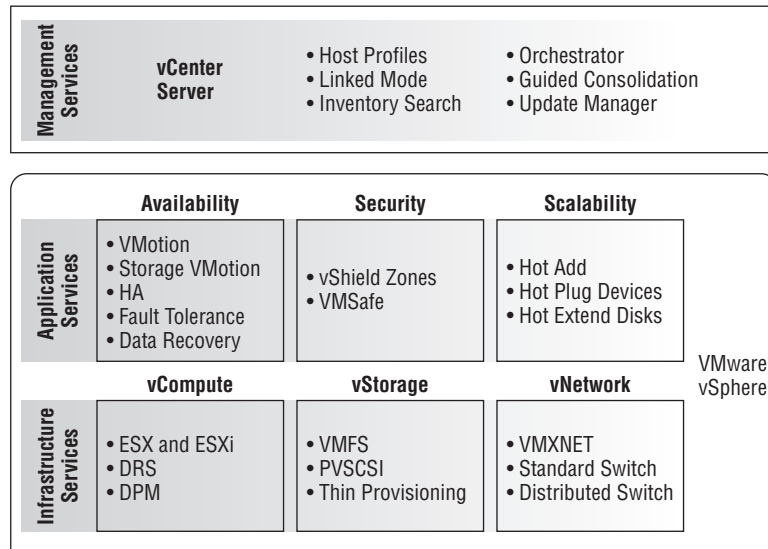 Management
Services
vCenter
Server
• Host Profiles
• Linked Mode
• Inventory Search
• Orchestrator
• Guided Consolidation
• Update Manager
Application
Services
Availability
• VMotion
• Storage VMotion
• HA
• Fault Tolerance
• Data Recovery
Security
• vShield Zones
• VMSafe
Scalability
• Hot Add
• Hot Plug Devices
• Hot Extend Disks
Infrastructure
Services
vCompute
• ESX and ESXi
• DRS
• DPM
vStorage
• VMFS
• PVSCSI
• Thin Provisioning
vNetwork
• VMXNET
• Standard Switch
• Distributed Switch
VMware
vSphere